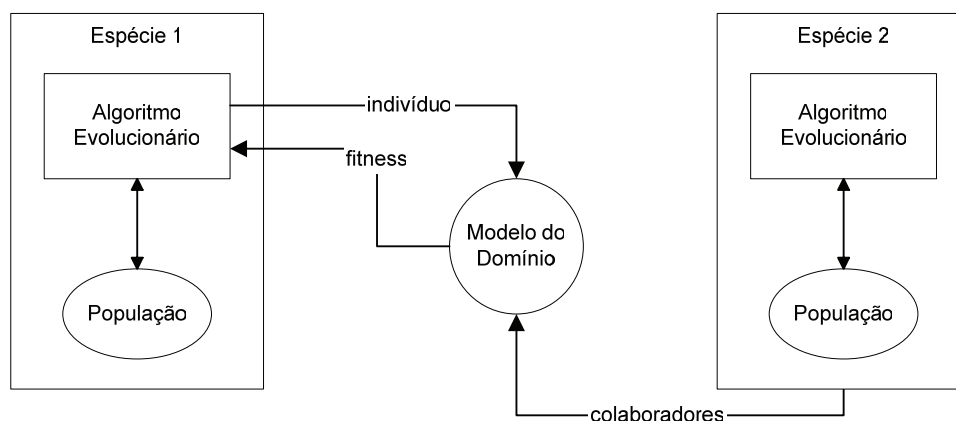 Espécie 1
Algoritmo
Evolucionário
População
indivíduo
fitness
Modelo do
Domínio
Espécie 2
Algoritmo
Evolucionário
População
colaboradores